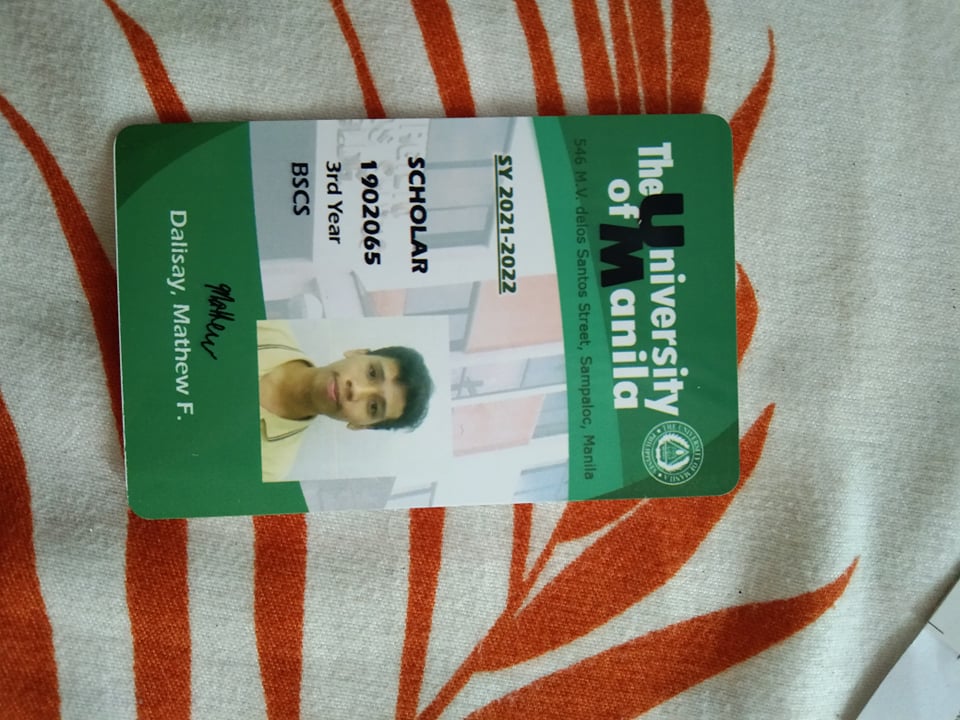 The University
of Manila
THE UNIVERSITY OF MANILA
PHILIPPINES
546 M.V. delos Santos Street, Sampaloc, Manila
SY 2021-2022
SCHOLAR
1902065
3rd Year
BSCS
Mathew
Dalisay, Mathew F.